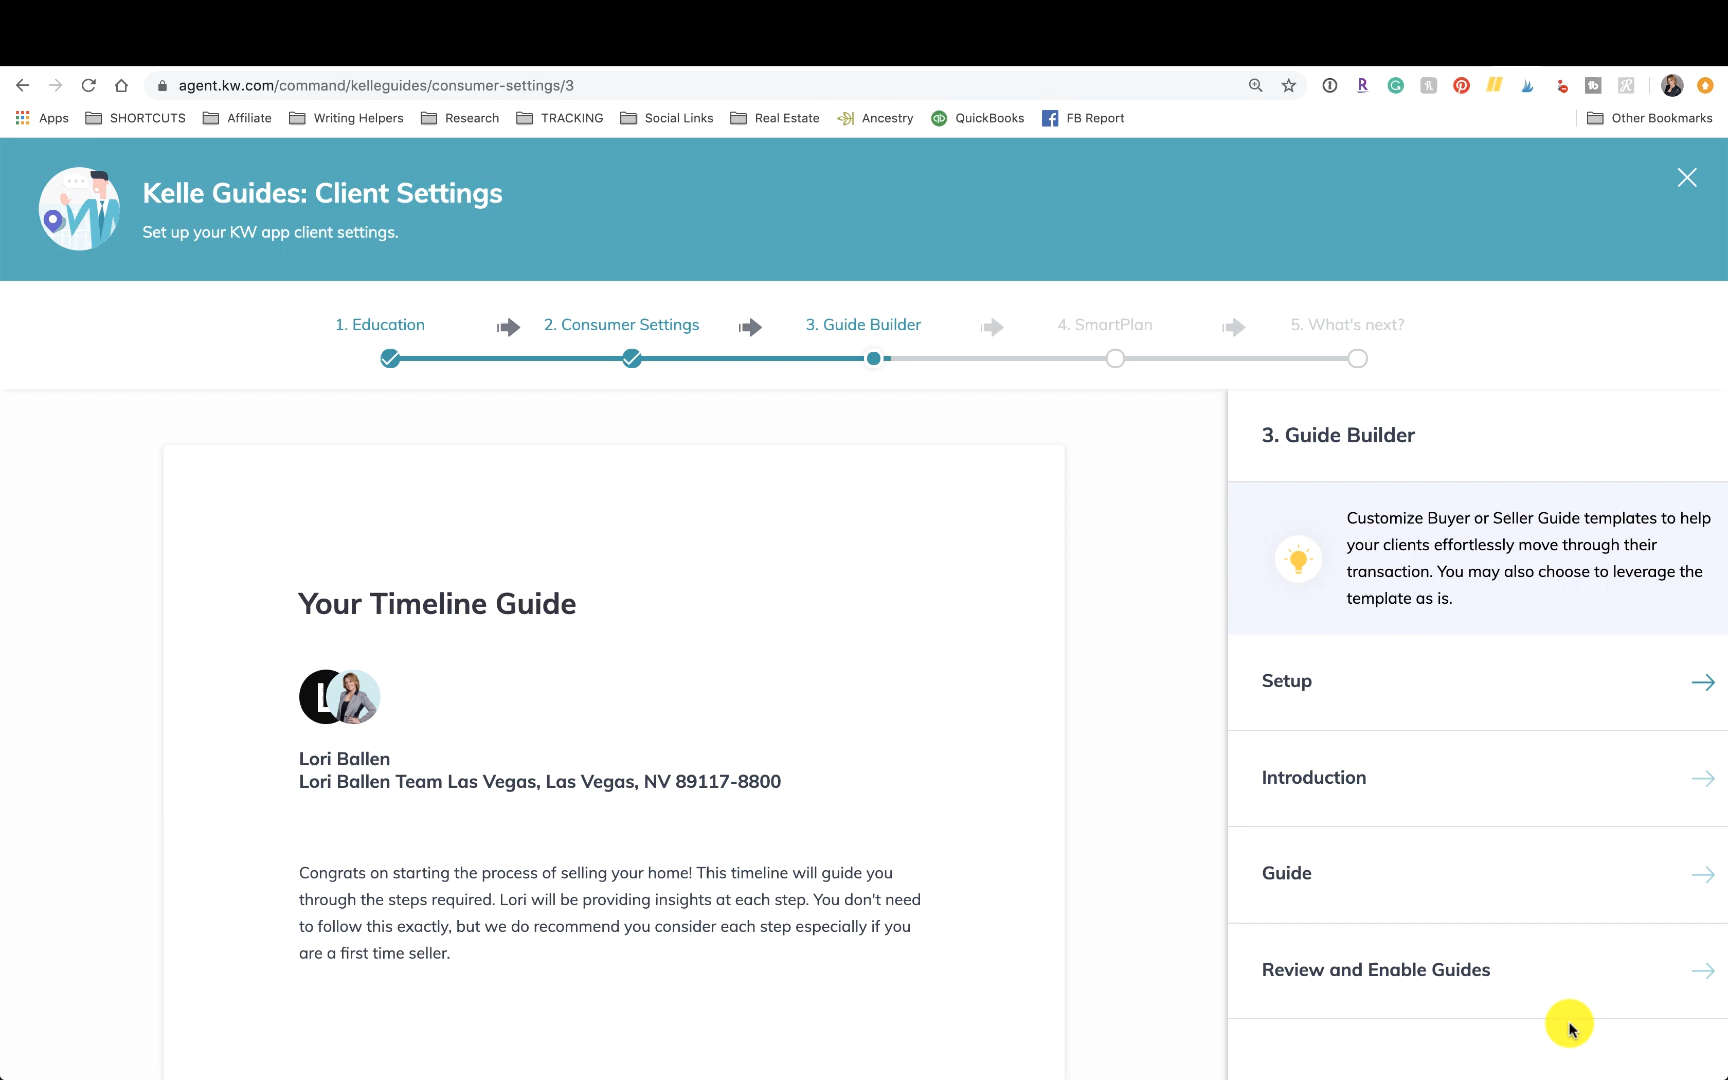 agent.kw.com/command/kelleguides/consumer-settings/3
Apps SHORTCUTS Affiliate Writing Helpers Research TRACKING Social Links Real Estate Ancestry QuickBooks FB Report Other Bookmarks
Kelle Guides: Client Settings
Set up your KW app client settings.
1. Education 2. Consumer Settings 3. Guide Builder 4. SmartPlan 5. What's next?
3. Guide Builder
Customize Buyer or Seller Guide templates to help
your clients effortlessly move through their
transaction. You may also choose to leverage the
template as is.
Setup
Introduction
Guide
Review and Enable Guides
Your Timeline Guide
L
Lori Ballen
Lori Ballen Team Las Vegas, Las Vegas, NV 89117-8800
Congrats on starting the process of selling your home! This timeline will guide you
through the steps required. Lori will be providing insights at each step. You don't need
to follow this exactly, but we do recommend you consider each step especially if you
are a first time seller.